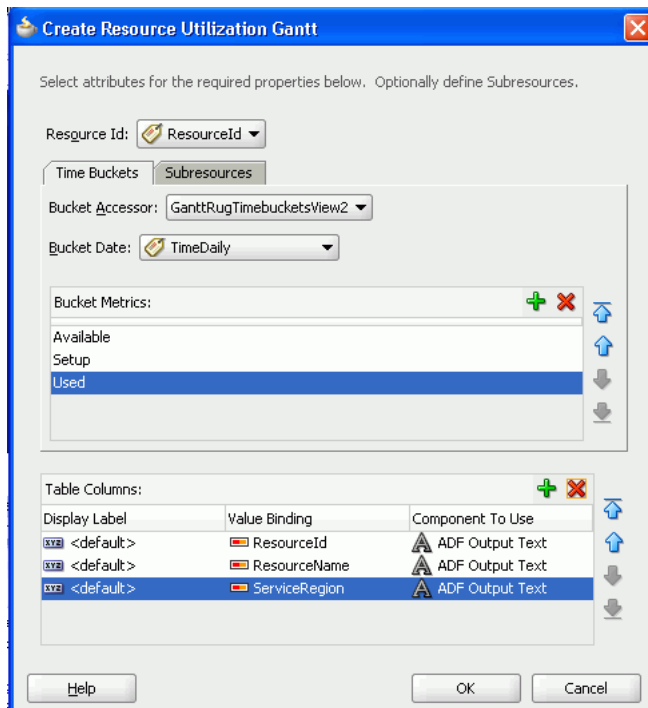 Create Resource Utilization Gantt
Select attributes for the required properties below. Optionally define Subresources.
Resource Id: ResourceId
Time Buckets Subresources
Bucket Accessor: GanttRugTimebucketsView2
Bucket Date: TimeDaily
Bucket Metrics:
Available
Setup
Used
Table Columns:
Display Label Value Binding Component To Use
xyz <default> ResourceId A ADF Output Text
xyz <default> ResourceName A ADF Output Text
xyz <default> ServiceRegion A ADF Output Text
Help OK Cancel